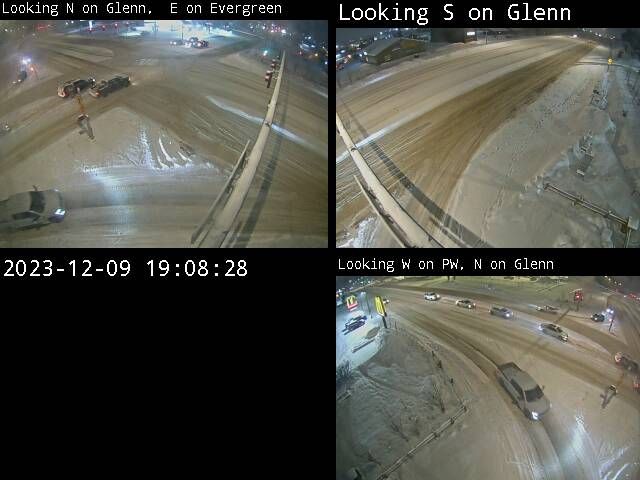 Looking N on Glenn,  E on Evergreen
Looking S on Glenn
2023-12-09 19:08:28
Looking W on PW, N on Glenn